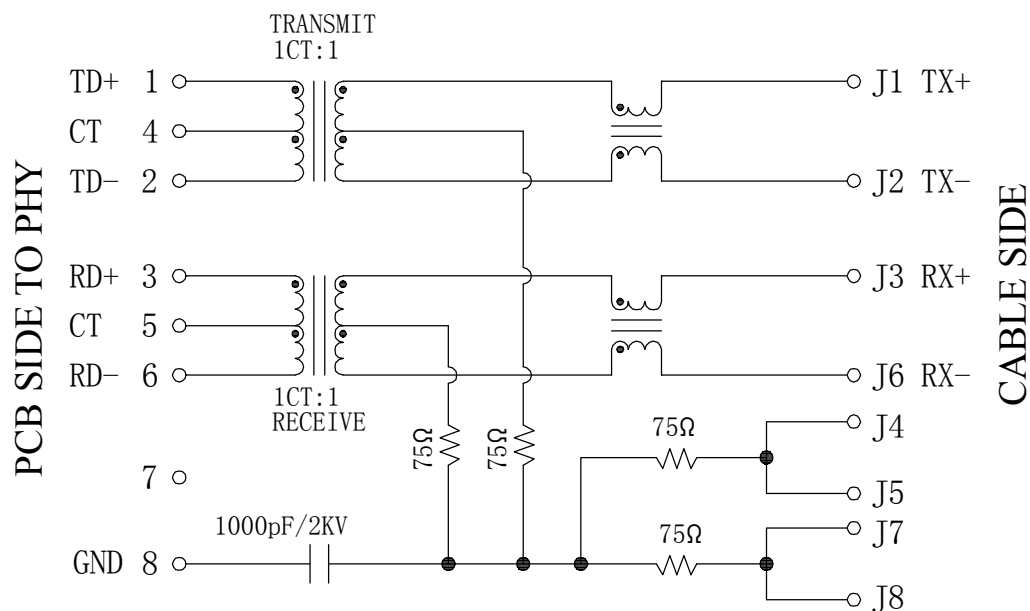 TRANSMIT
1CT:1
TD+ 1
CT 4
TD- 2
J1 TX+
J2 TX-
RD+ 3
CT 5
RD- 6
J3 RX+
J6 RX-
1CT:1
RECEIVE
PCB SIDE TO PHY
CABLE SIDE
75Ω
75Ω
75Ω
J4
J5
7
1000pF/2KV
GND 8
75Ω
J7
J8